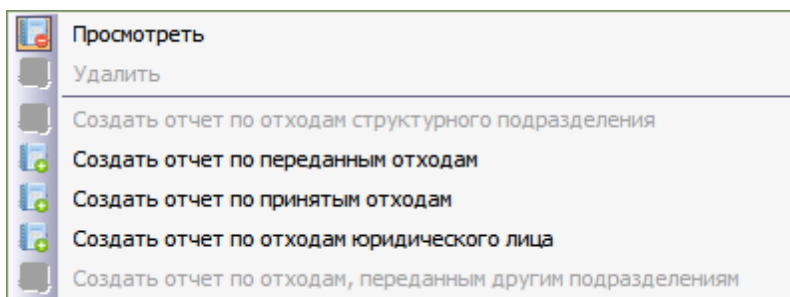 Просмотреть
Удалить
Создать отчет по отходам структурного подразделения
Создать отчет по переданным отходам
Создать отчет по принятым отходам
Создать отчет по отходам юридического лица
Создать отчет по отходам, переданным другим подразделениям